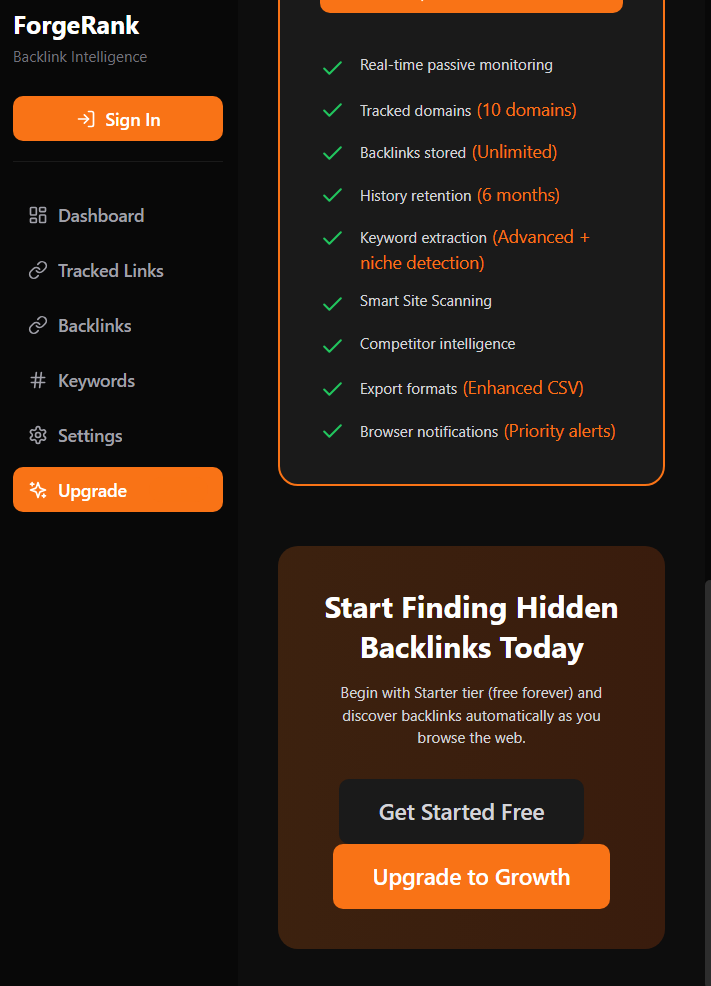 ForgeRank
Backlink Intelligence
Sign In
Dashboard
Tracked Links
Backlinks
Keywords
Settings
Upgrade
Real-time passive monitoring
Tracked domains (10 domains)
Backlinks stored (Unlimited)
History retention (6 months)
Keyword extraction (Advanced +
niche detection)
Smart Site Scanning
Competitor intelligence
Export formats (Enhanced CSV)
Browser notifications (Priority alerts)
Start Finding Hidden
Backlinks Today
Begin with Starter tier (free forever) and
discover backlinks automatically as you
browse the web.
Get Started Free
Upgrade to Growth